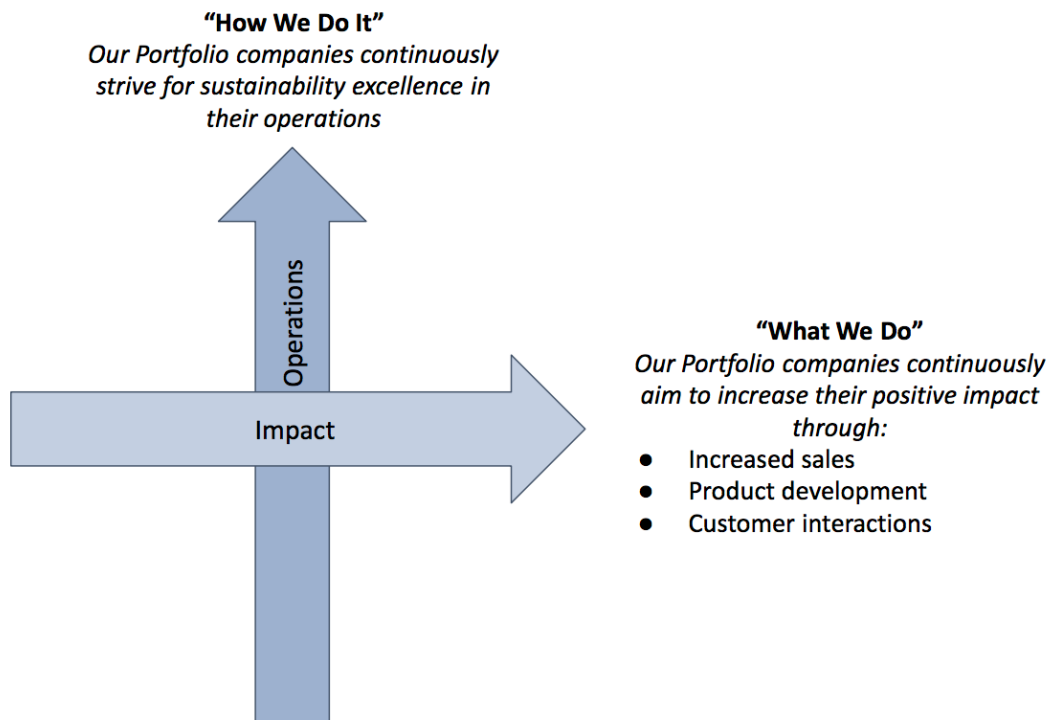 “How We Do It”
Our Portfolio companies continuously
strive for sustainability excellence in
their operations
Operations
Impact
“What We Do”
Our Portfolio companies continuously
aim to increase their positive impact
through:
● Increased sales
● Product development
● Customer interactions